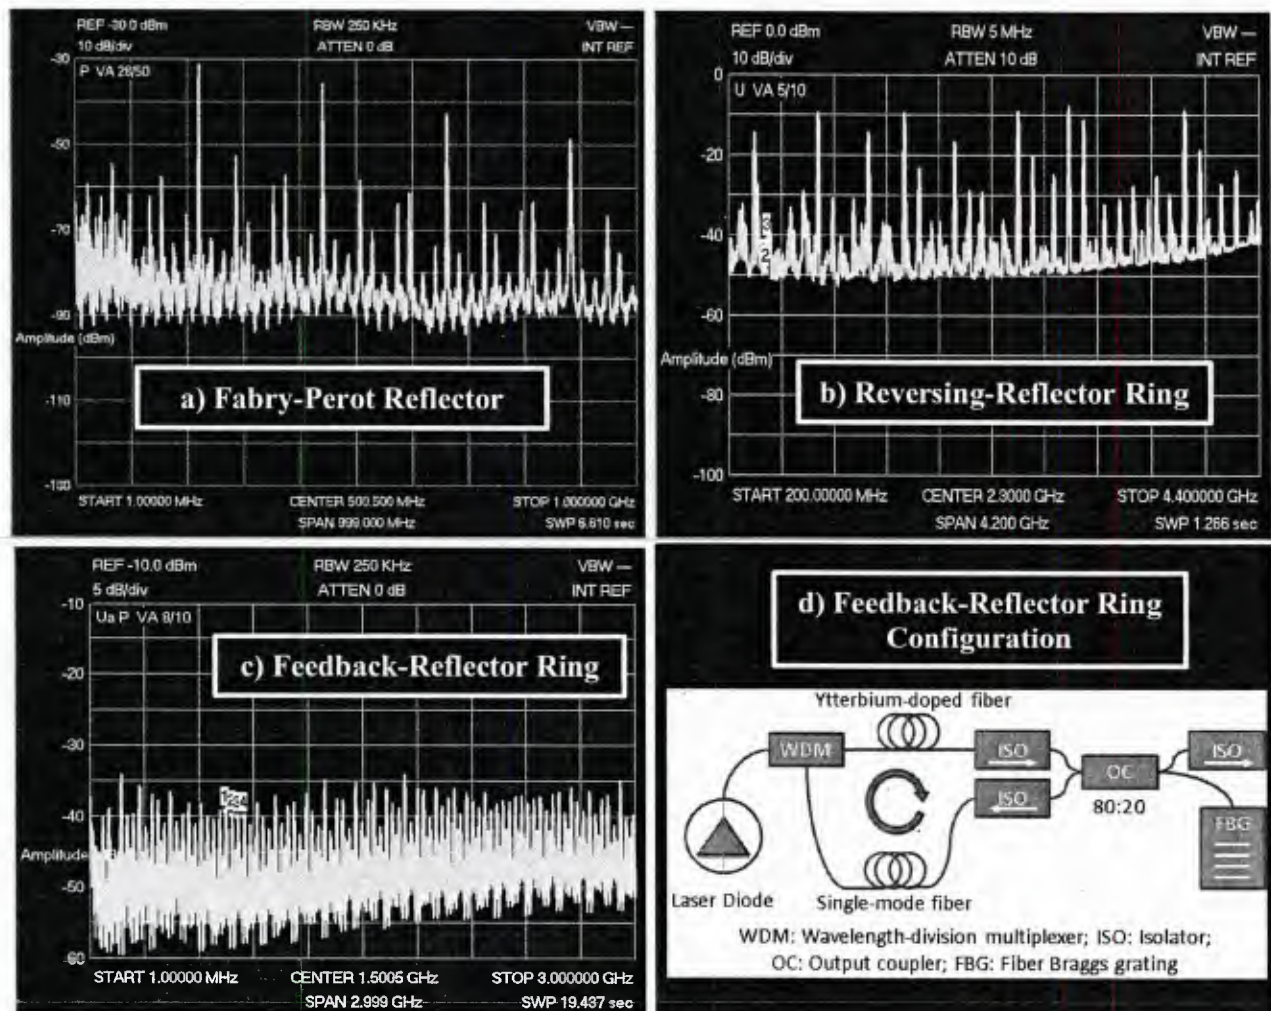 REF -30.0 dBm RBW 250 KHz VBW —
10 dB/div ATTEN 0 dB INT REF
-30
P VA 28/50
-50
-70
-90
Amplitude (dBm)
a) Fabry-Perot Reflector
-110
-130
START 1.00000 MHz CENTER 500.500 MHz STOP 1.000000 GHz
SPAN 999.000 MHz SWP 6.610 sec
REF 0.0 dBm RBW 5 MHz VBW —
10 dB/div ATTEN 10 dB INT REF
0
U VA 5/10
-20
3
-40
2
-60
Amplitude (dBm)
b) Reversing-Reflector Ring
-80
-100
START 200.00000 MHz CENTER 2.3000 GHz STOP 4.400000 GHz
SPAN 4.200 GHz SWP 1.266 sec
REF -10.0 dBm RBW 250 KHz VBW —
5 dB/div ATTEN 0 dB INT REF
-10
Ua P VA 8/10
c) Feedback-Reflector Ring
-20
-30
-40
Amplitude
-50
-60
START 1.00000 MHz CENTER 1.5005 GHz STOP 3.000000 GHz
SPAN 2.999 GHz SWP 19.437 sec
d) Feedback-Reflector Ring
Configuration
Ytterbium-doped fiber
WDM ISO ISO
OC
ISO 80:20
FBG
Laser Diode Single-mode fiber
WDM: Wavelength-division multiplexer; ISO: Isolator;
OC: Output coupler; FBG: Fiber Braggs grating